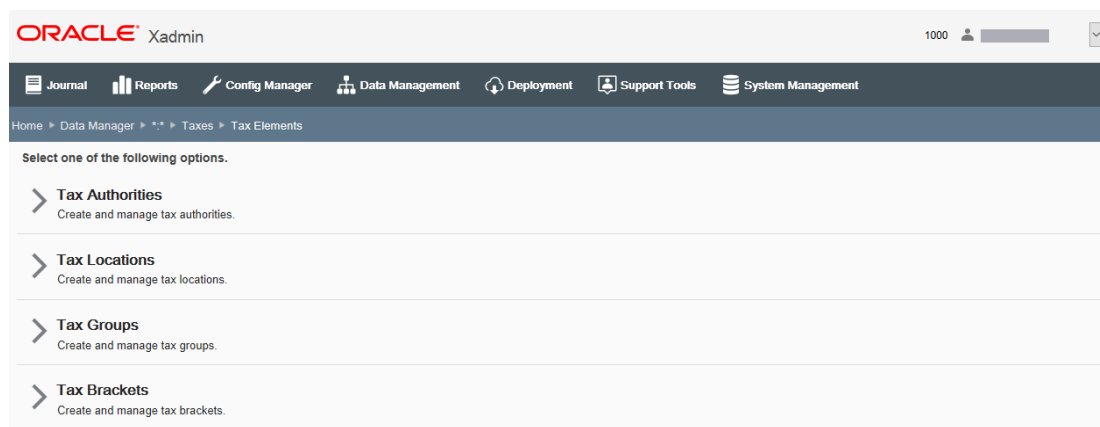 ORACLE® Xadmin 1000
Journal Reports Config Manager Data Management Deployment Support Tools System Management
Home ▸ Data Manager ▸ *:* ▸ Taxes ▸ Tax Elements
Select one of the following options.
Tax Authorities
Create and manage tax authorities.
Tax Locations
Create and manage tax locations.
Tax Groups
Create and manage tax groups.
Tax Brackets
Create and manage tax brackets.